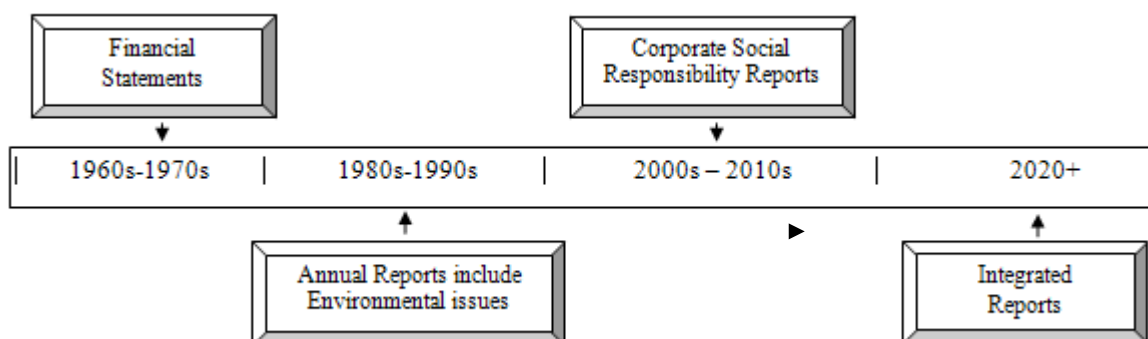 Financial
Statements
Corporate Social
Responsibility Reports
1960s-1970s
1980s-1990s
2000s – 2010s
2020+
Annual Reports include
Environmental issues
Integrated
Reports